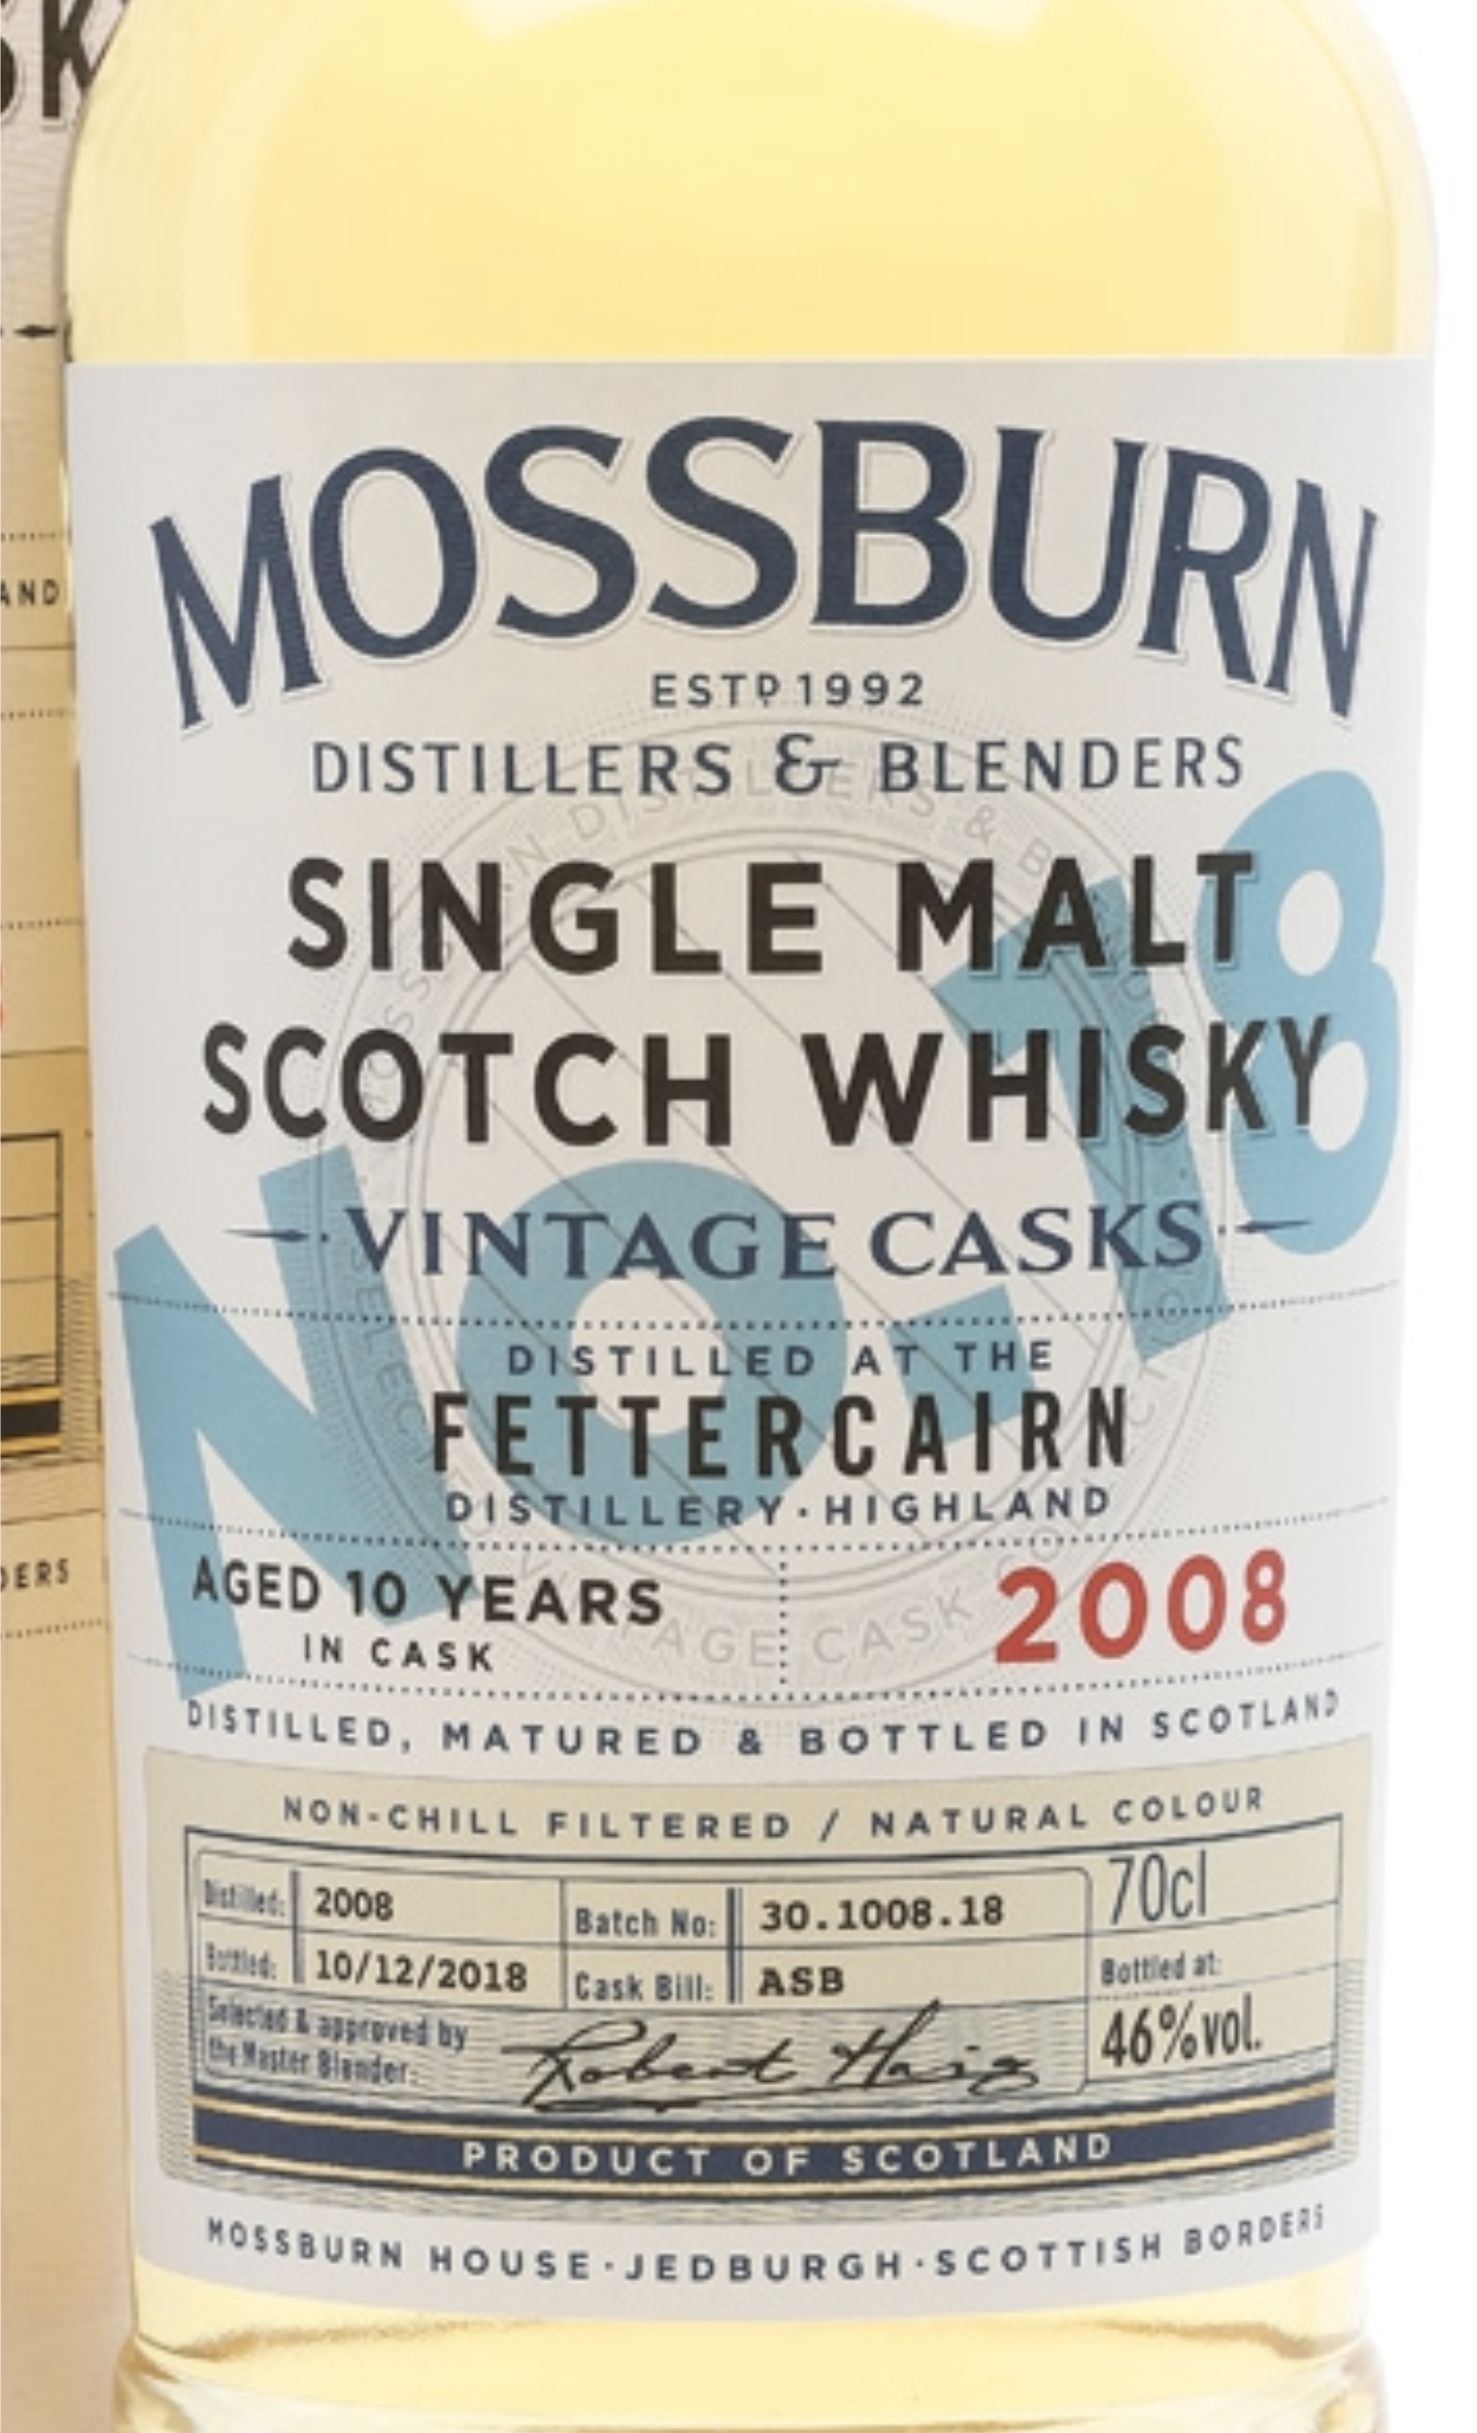 MOSSBURN
ESTD 1992
DISTILLERS & BLENDERS
SINGLE MALT
SCOTCH WHISKY
VINTAGE CASKS
No.18
DISTILLED AT THE
FETTERCAIRN
DISTILLERY·HIGHLAND
AGED 10 YEARS
IN CASK
2008
DISTILLED, MATURED & BOTTLED IN SCOTLAND
NON-CHILL FILTERED / NATURAL COLOUR
Distilled: 2008 Batch No: 30.1008.18 70cl
Bottled: 10/12/2018 Cask Bill: ASB Bottled at:
46%vol.
Selected & approved by
the Master Blender: Robert Haig
PRODUCT OF SCOTLAND
MOSSBURN HOUSE·JEDBURGH·SCOTTISH BORDERS